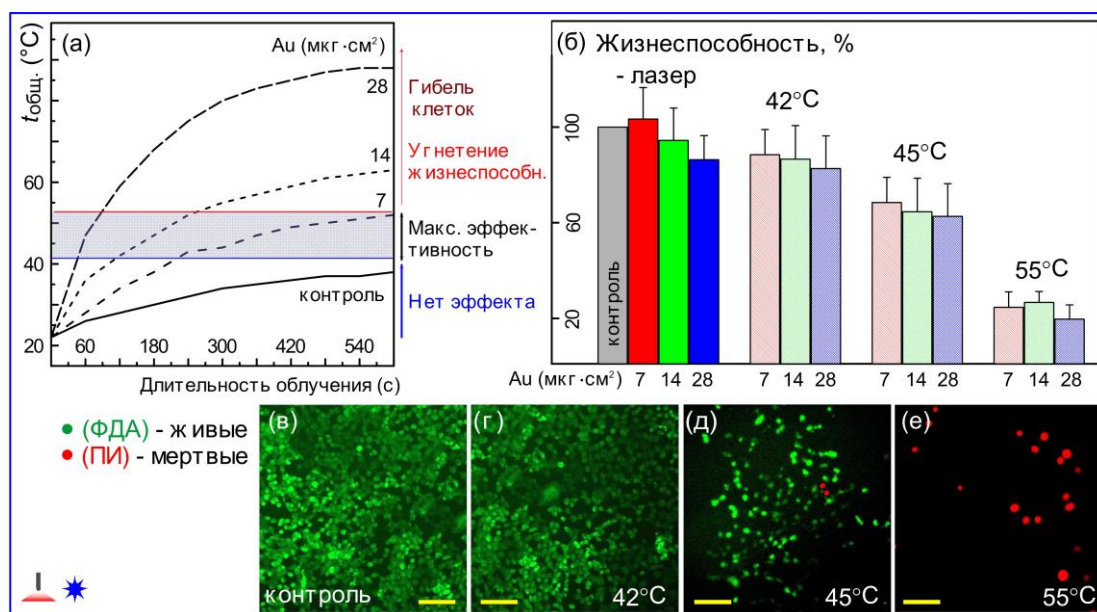 (а)
Au (мкг·см²)
tобщ. (°C)
28
14
7
контроль
60
40
20
60 180 300 420 540
Длительность облучения (с)
Гибель
клеток
Угнетение
жизнеспособн.
Макс. эффек-
тивность
Нет эффекта
(б) Жизнеспособность, %
- лазер
42°C
45°C
55°C
100
60
20
контроль
Au (мкг·см²) 7 14 28 7 14 28 7 14 28 7 14 28
(ФДА) - живые
(ПИ) - мертвые
(в)
контроль
(г)
42°C
(д)
45°C
(е)
55°C